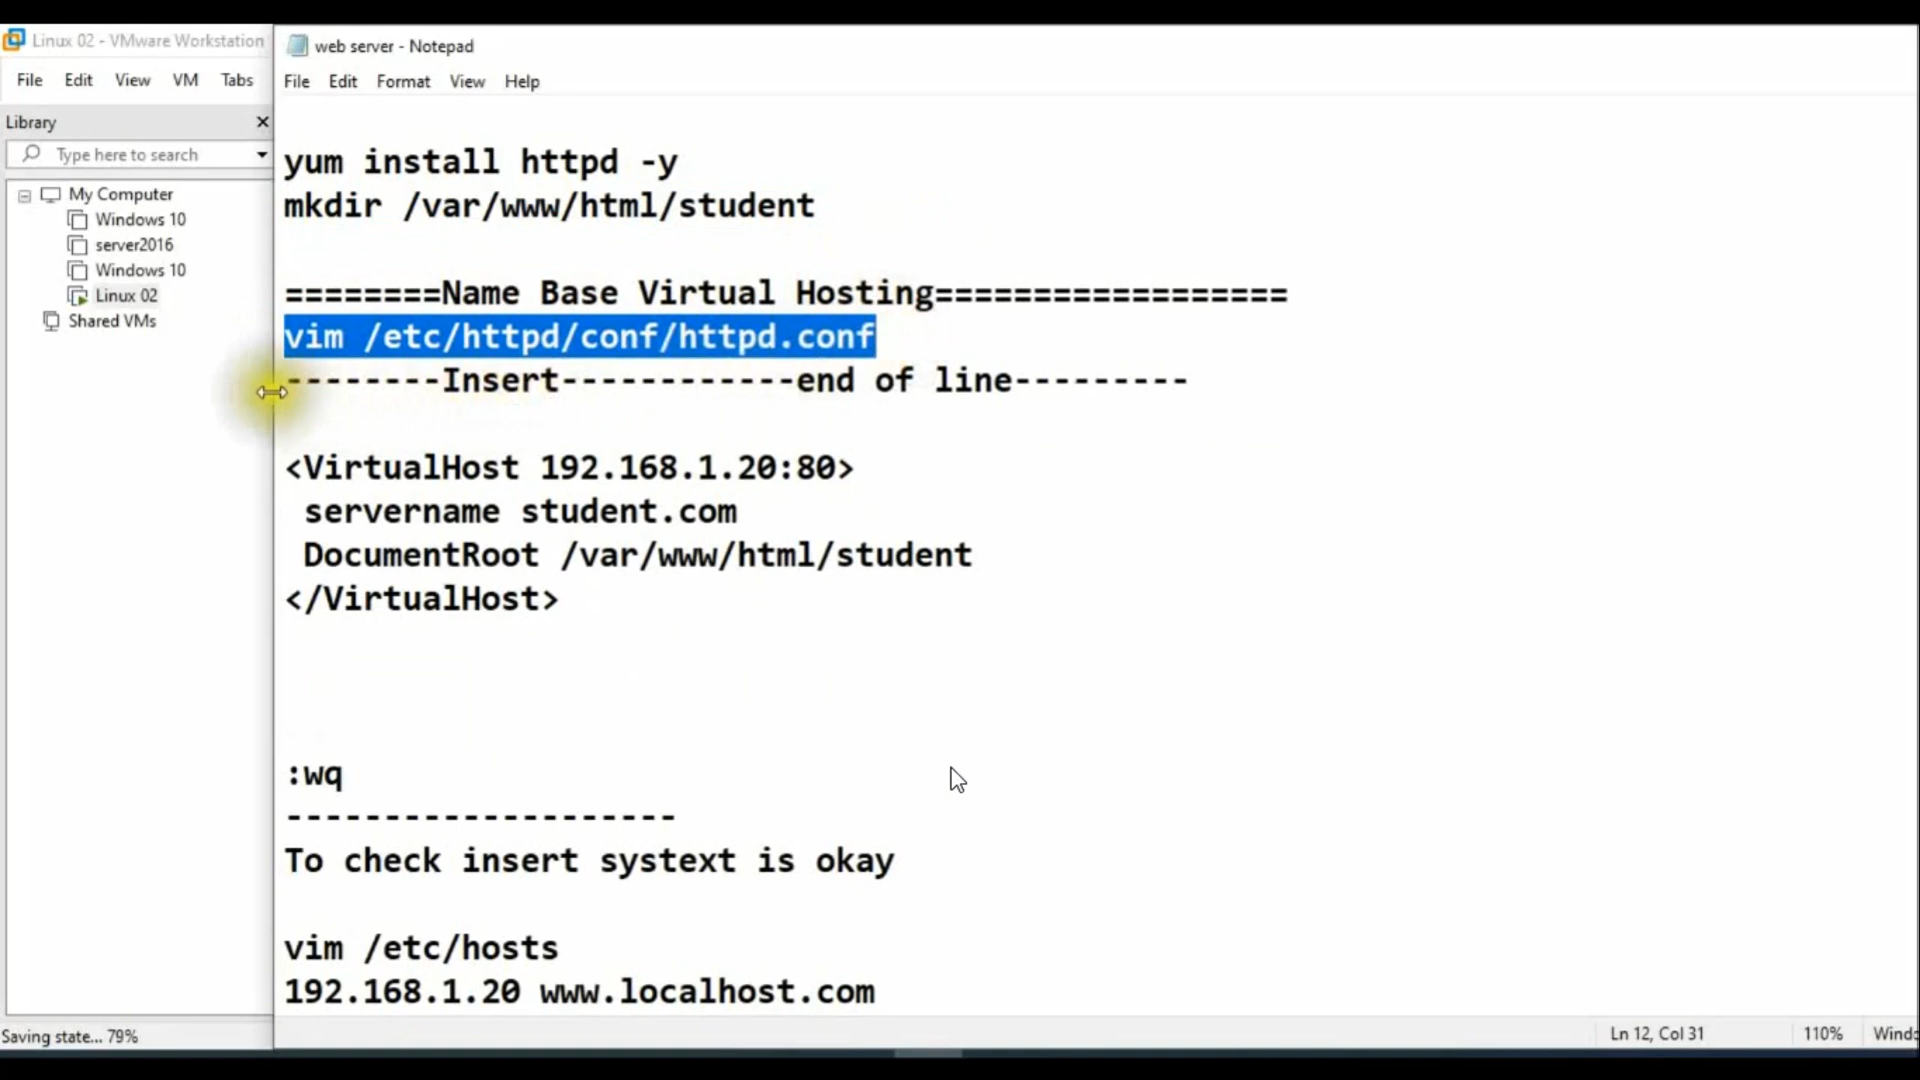 Linux 02 - VMware Workstation
File Edit View VM Tabs
Library
Type here to search
My Computer
Windows 10
server2016
Windows 10
Linux 02
Shared VMs
Saving state... 79%
web server - Notepad
File Edit Format View Help
yum install httpd -y
mkdir /var/www/html/student
========Name Base Virtual Hosting==================
vim /etc/httpd/conf/httpd.conf
--------Insert------------end of line---------
<VirtualHost 192.168.1.20:80>
servername student.com
DocumentRoot /var/www/html/student
</VirtualHost>
:wq
--------------------
To check insert systext is okay
vim /etc/hosts
192.168.1.20 www.localhost.com
Ln 12, Col 31 110%